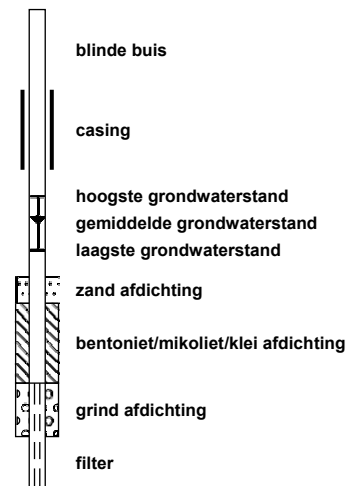 blinde buis
casing
hoogste grondwaterstand
gemiddelde grondwaterstand
laagste grondwaterstand
zand afdichting
bentoniet/mikoliet/klei afdichting
grind afdichting
filter